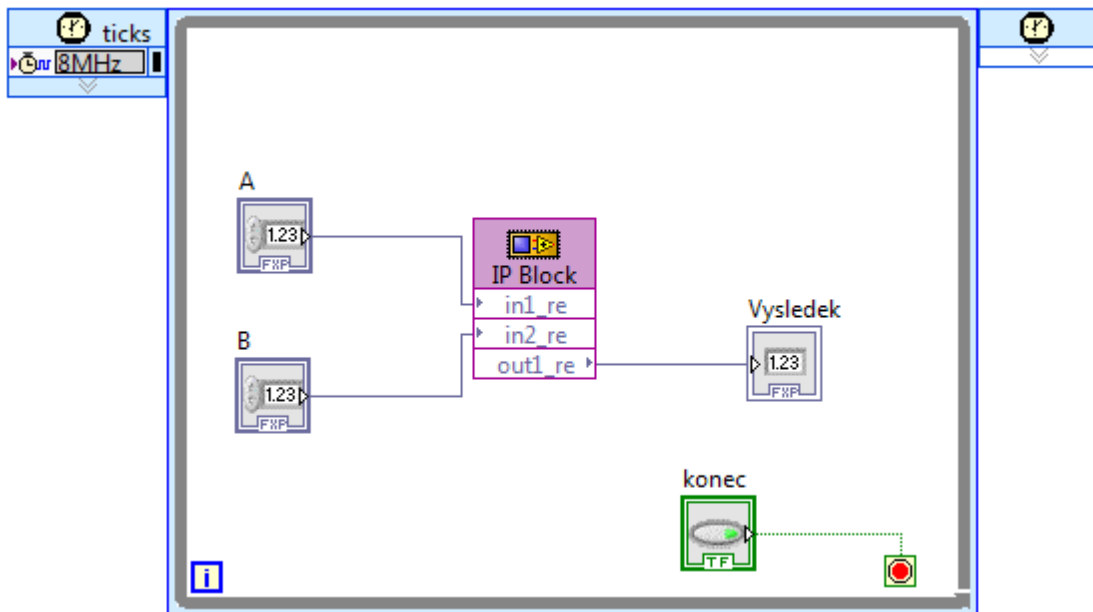 ticks
8MHz
A
1.23
FXP
IP Block
in1_re
in2_re
out1_re
B
1.23
FXP
Vysledek
1.23
FXP
konec
TF
i